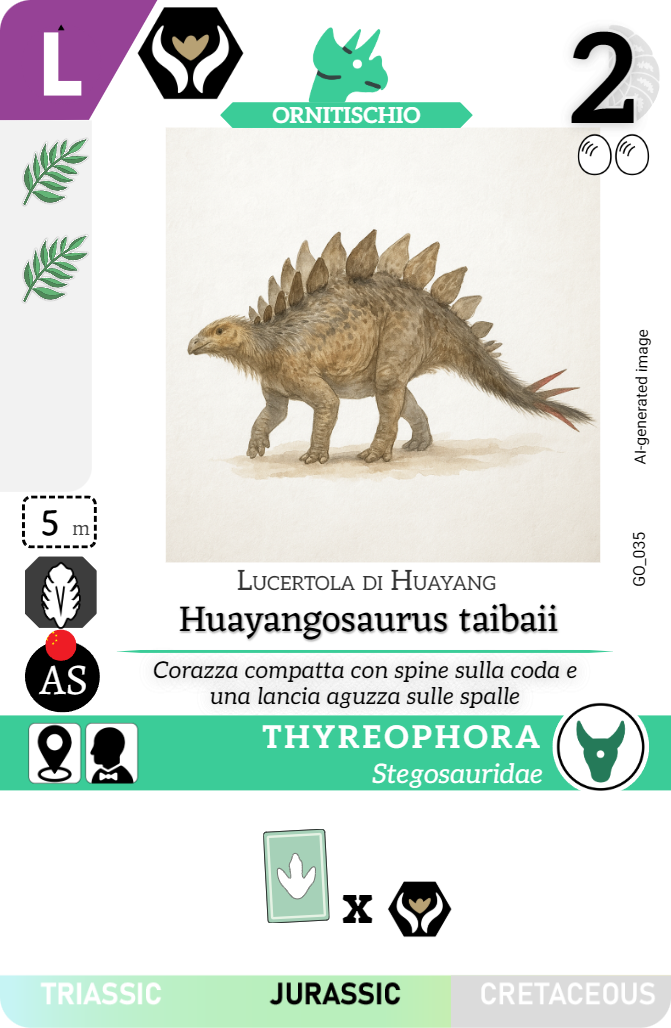 L
ORNITISCHIO
2
AI-generated image
GO_035
5 m
AS
Lucertola di Huayang
Huayangosaurus taibaii
Corazza compatta con spine sulla coda e
una lancia aguzza sulle spalle
THYREOPHORA
Stegosauridae
x
TRIASSIC JURASSIC CRETACEOUS